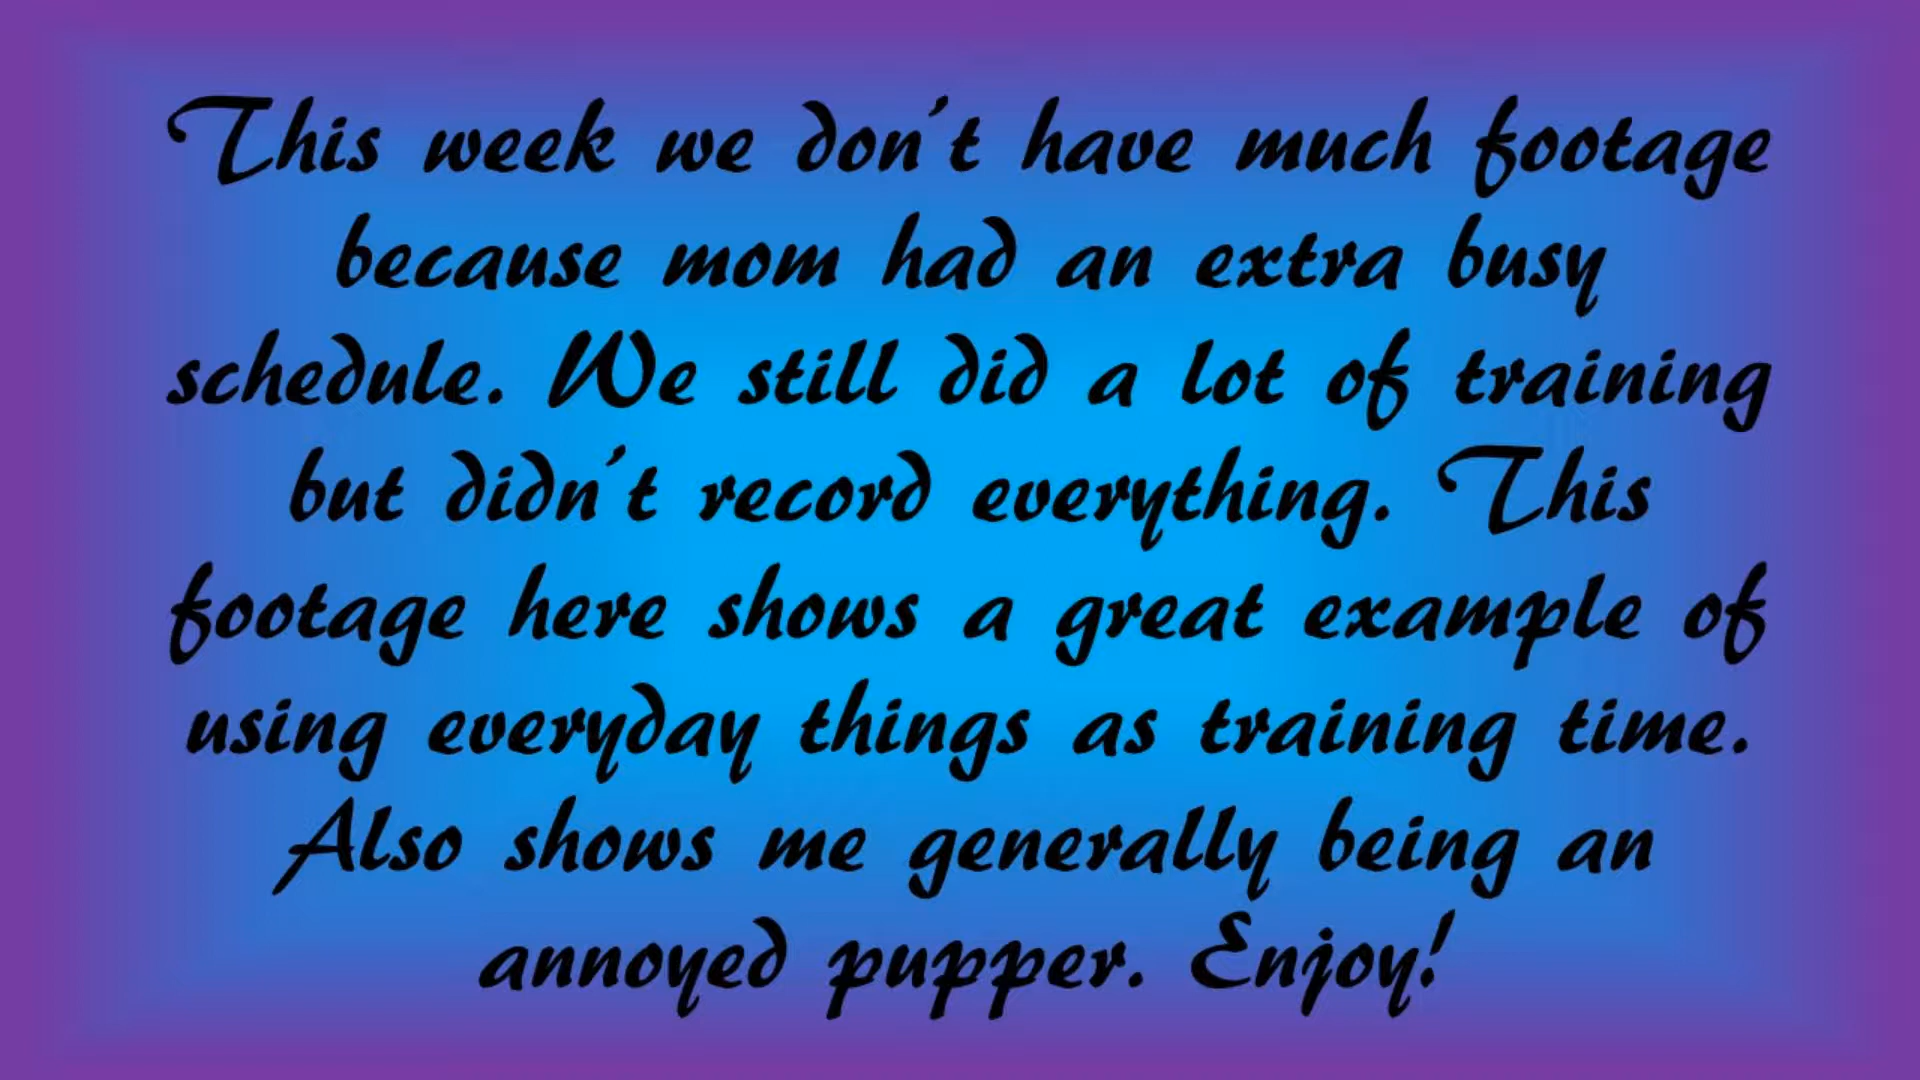 This week we don't have much footage
because mom had an extra busy
schedule. We still did a lot of training
but didn't record everything. This
footage here shows a great example of
using everyday things as training time.
Also shows me generally being an
annoyed pupper. Enjoy!